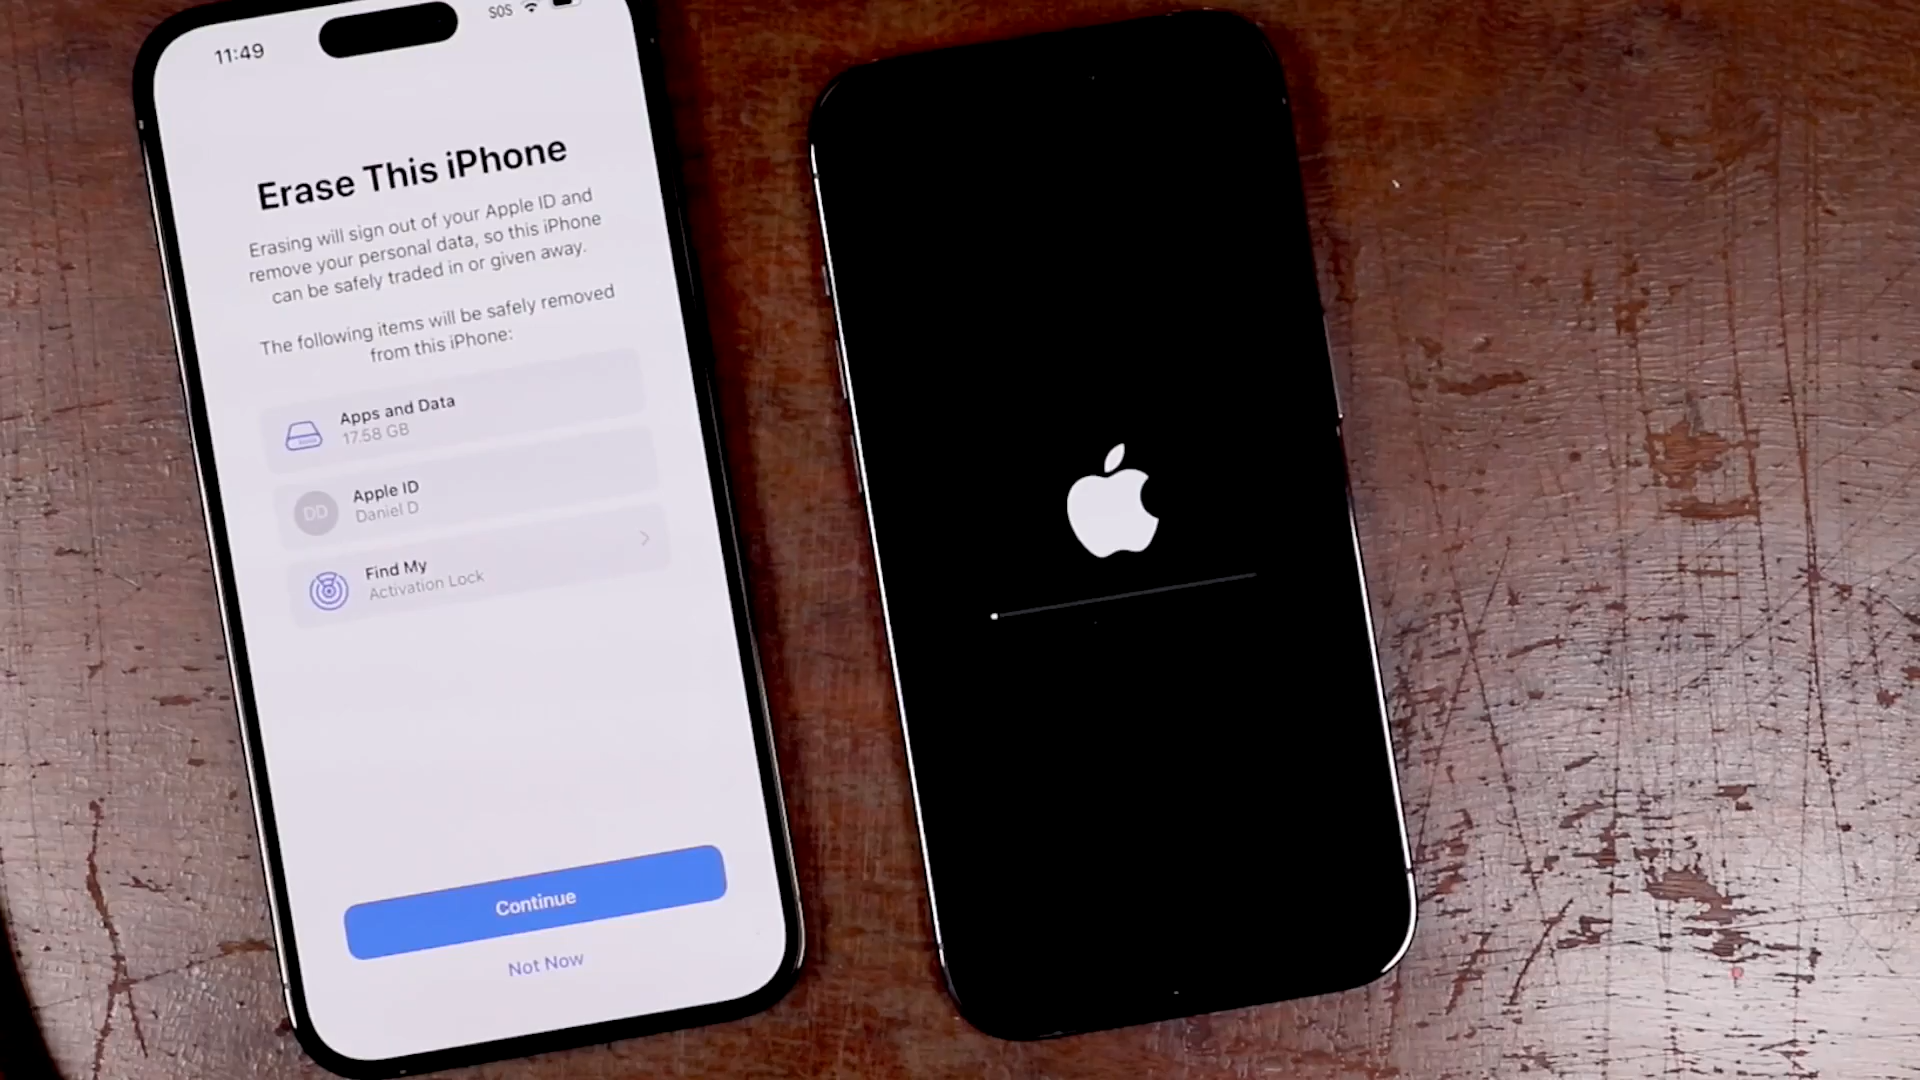 11:49 SOS
Erase This iPhone
Erasing will sign out of your Apple ID and
remove your personal data, so this iPhone
can be safely traded in or given away.
The following items will be safely removed
from this iPhone:
Apps and Data
17.58 GB
DD
Apple ID
Daniel D
Find My
Activation Lock
Continue
Not Now